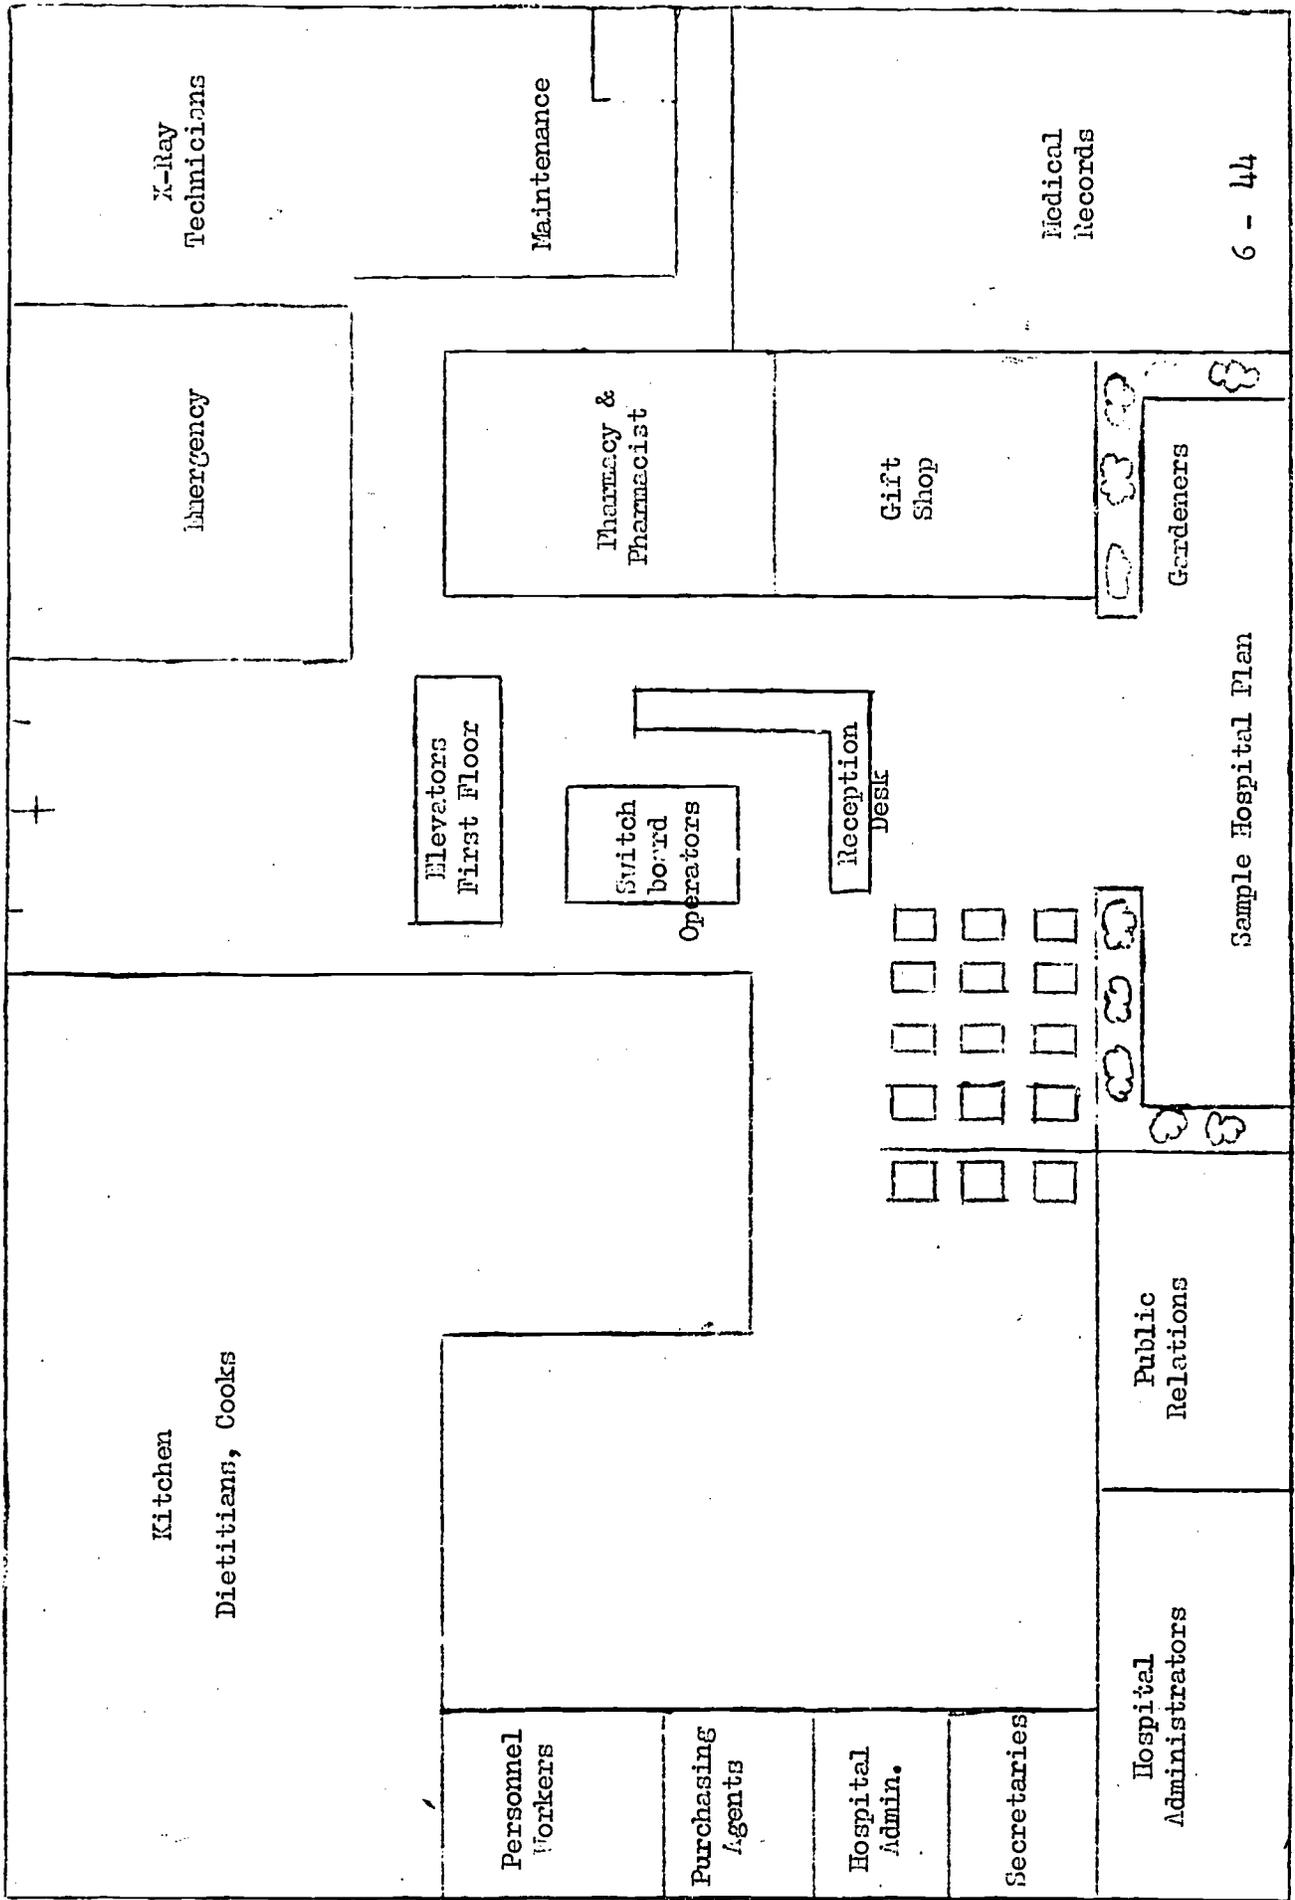 Kitchen
Dietitians, Cooks
Emergency
X-Ray
Technicians
Personnel
Workers
Elevators
First Floor
Pharmacy &
Pharmacist
Maintenance
Purchasing
Agents
Switch
board
Operators
Hospital
Admin.
Reception
Desk
Gift
Shop
Secretaries
Medical
Records
Hospital
Administrators
Public
Relations
Gardeners
Sample Hospital Plan
6 - 44